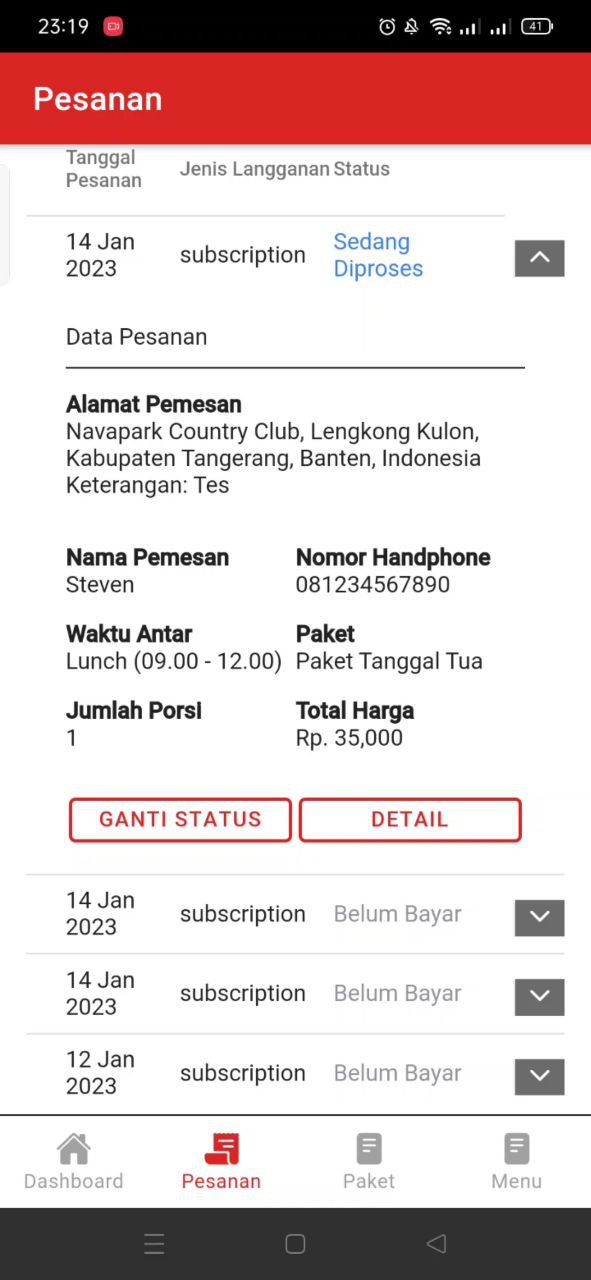 23:19
41
Pesanan
Tanggal Pesanan
Jenis Langganan
Status
14 Jan 2023
subscription
Sedang Diproses
Data Pesanan
Alamat Pemesan
Navapark Country Club, Lengkong Kulon,
Kabupaten Tangerang, Banten, Indonesia
Keterangan: Tes
Nama Pemesan
Steven
Nomor Handphone
081234567890
Waktu Antar
Lunch (09.00 - 12.00)
Paket
Paket Tanggal Tua
Jumlah Porsi
1
Total Harga
Rp. 35,000
GANTI STATUS
DETAIL
14 Jan 2023
subscription
Belum Bayar
14 Jan 2023
subscription
Belum Bayar
12 Jan 2023
subscription
Belum Bayar
Dashboard
Pesanan
Paket
Menu